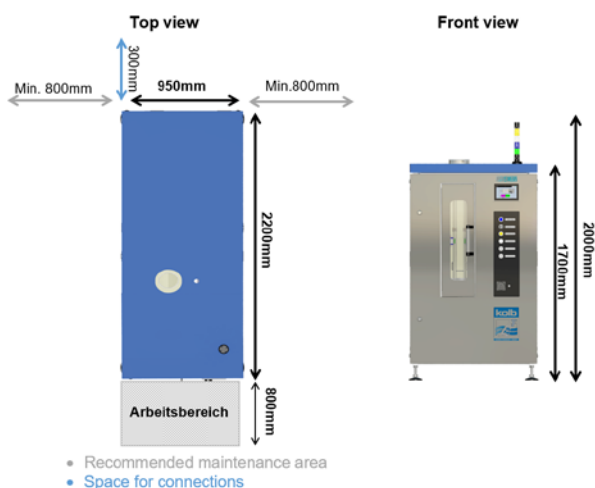 Top view
Front view
300mm
Min. 800mm
950mm
Min.800mm
2200mm
2000mm
1700mm
kolb
Arbeitsbereich
800mm
• Recommended maintenance area
• Space for connections